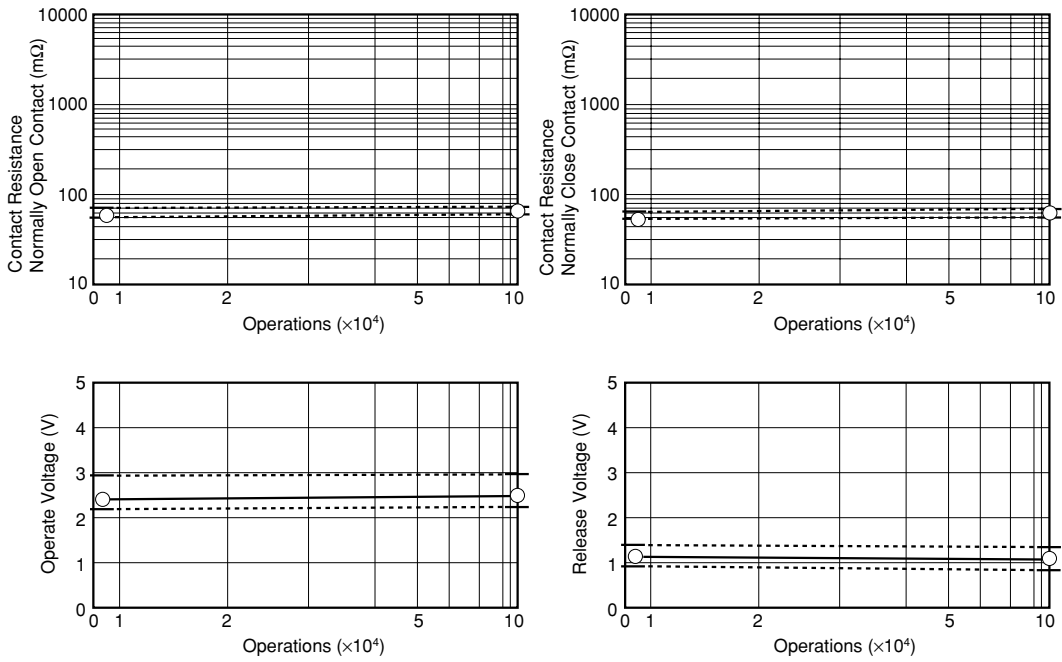 Contact Resistance
Normally Open Contact (mΩ)
10000
1000
100
10
0 1 2 5 10
Operations (×10⁴)
Contact Resistance
Normally Close Contact (mΩ)
10000
1000
100
10
0 1 2 5 10
Operations (×10⁴)
Operate Voltage (V)
5
4
3
2
1
0
0 1 2 5 10
Operations (×10⁴)
Release Voltage (V)
5
4
3
2
1
0
0 1 2 5 10
Operations (×10⁴)